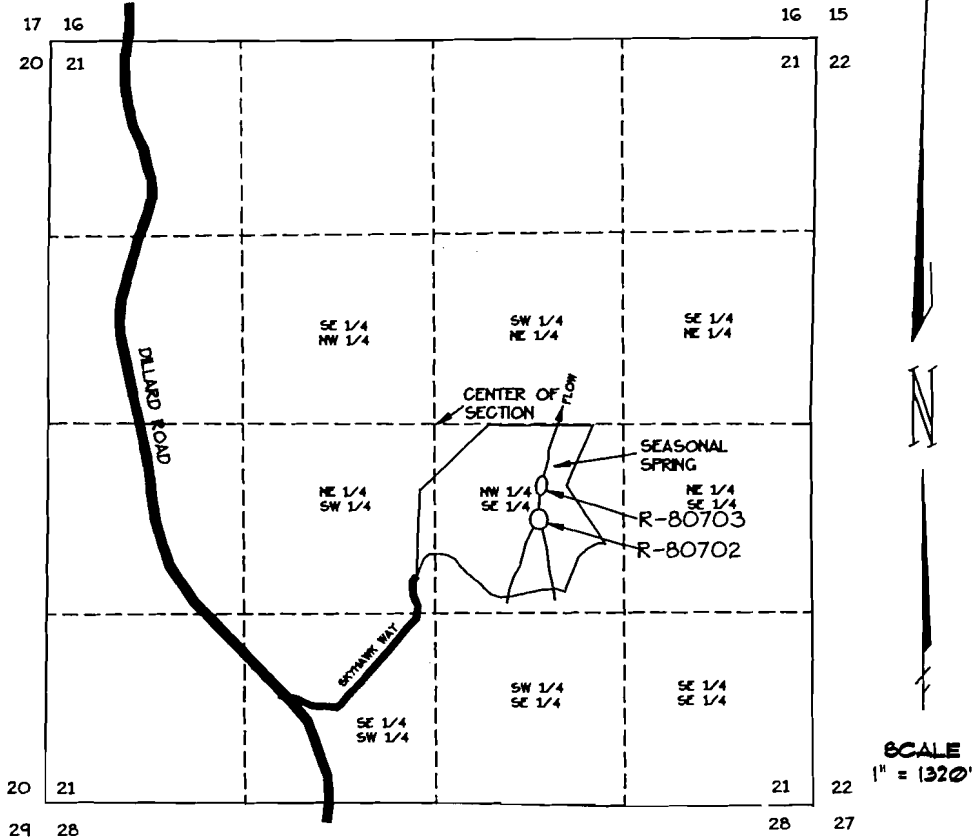 17 16
16 15
20 21
21 22
SE 1/4
NW 1/4
SW 1/4
NE 1/4
SE 1/4
NE 1/4
DILLARD ROAD
CENTER OF
SECTION
FLOW
N
SEASONAL
SPRING
NE 1/4
SW 1/4
NW 1/4
SE 1/4
NE 1/4
SE 1/4
R-80703
R-80702
SKYHAWK WAY
SW 1/4
SE 1/4
SE 1/4
SE 1/4
SE 1/4
SW 1/4
SCALE
1" = 1320'
20 21
21 22
29 28
28 27